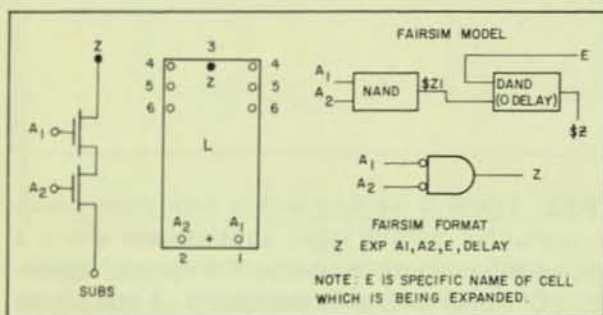 Z
A1
A2
SUBS
3
4 4
Z
5 5
6 6
L
A2 + A1
2 1
FAIRSIM MODEL
E
A1
A2
NAND
$Z1
DAND
(O DELAY)
$Z
A1
A2
Z
FAIRSIM FORMAT
Z EXP A1,A2,E,DELAY
NOTE: E IS SPECIFIC NAME OF CELL
WHICH IS BEING EXPANDED.